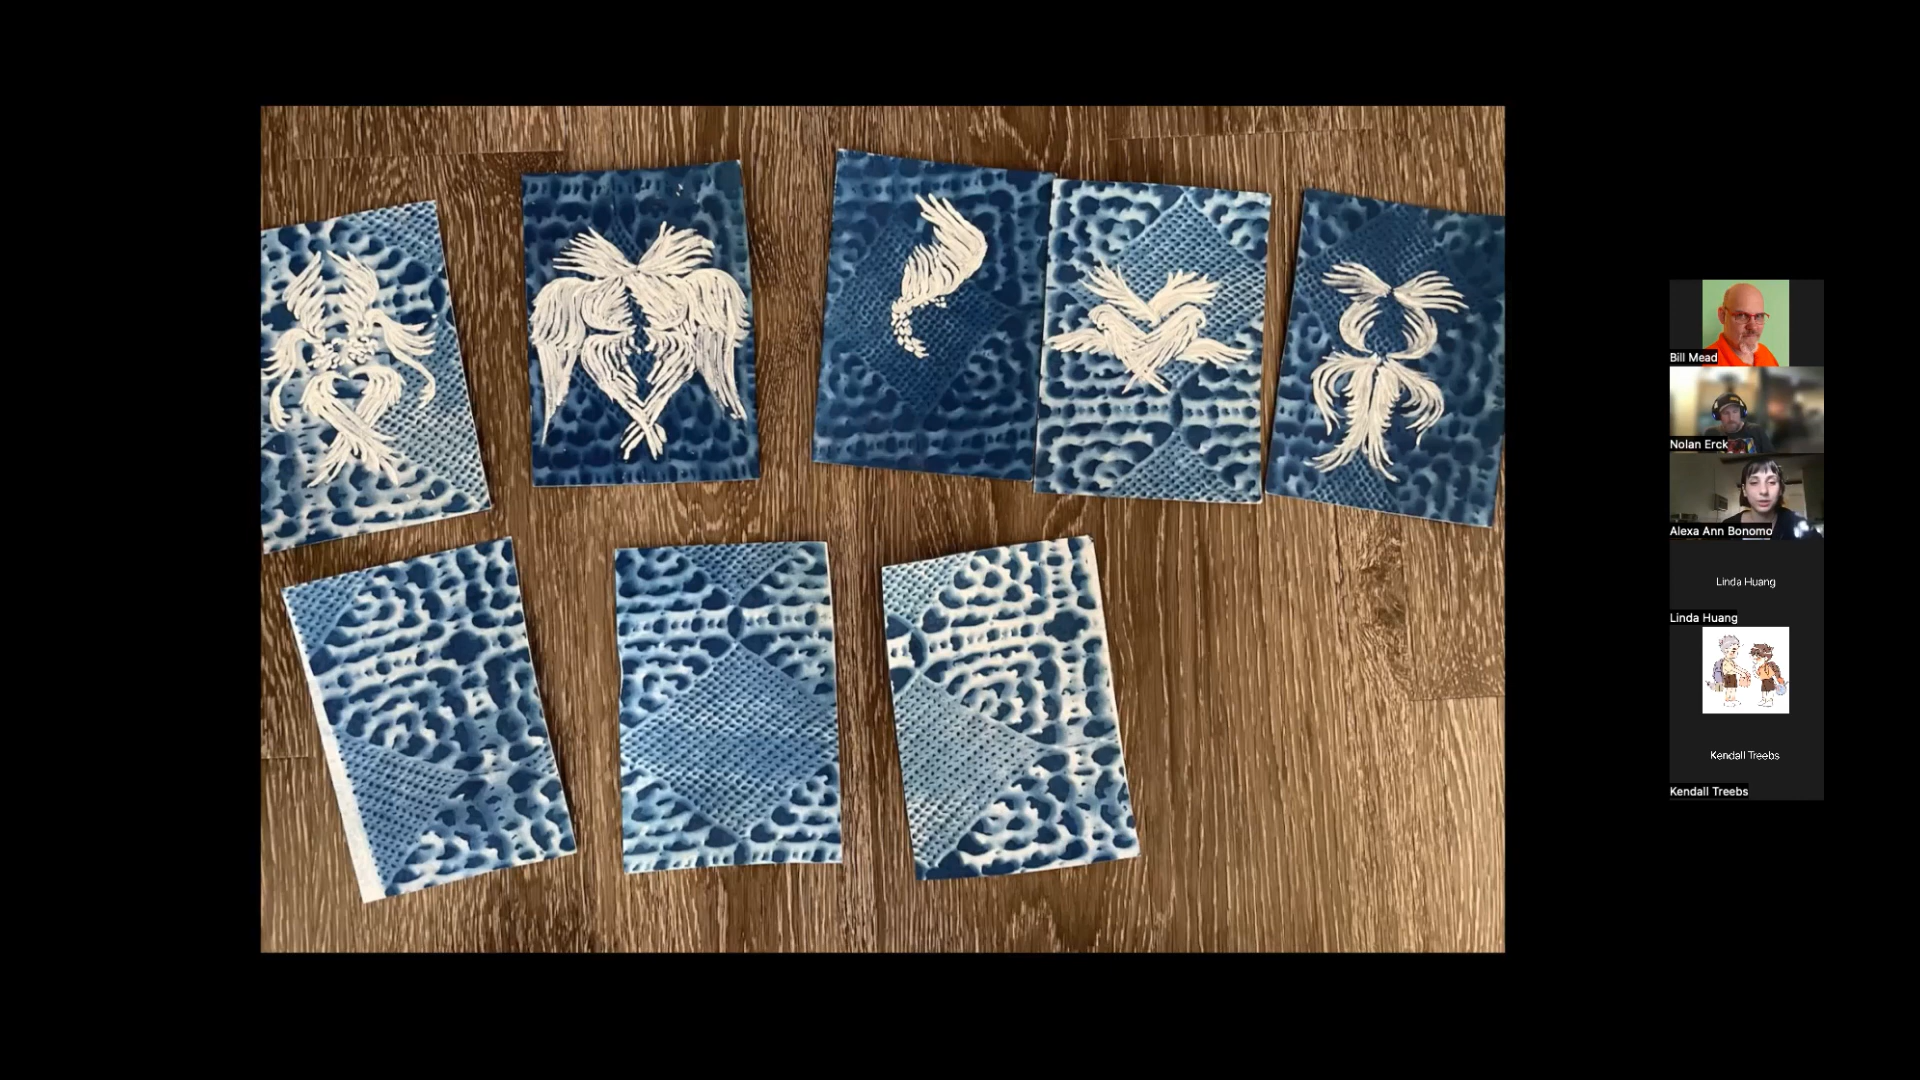 Bill Mead
Nolan Erck
Alexa Ann Bonomo
Linda Huang
Linda Huang
Kendall Treebs
Kendall Treebs